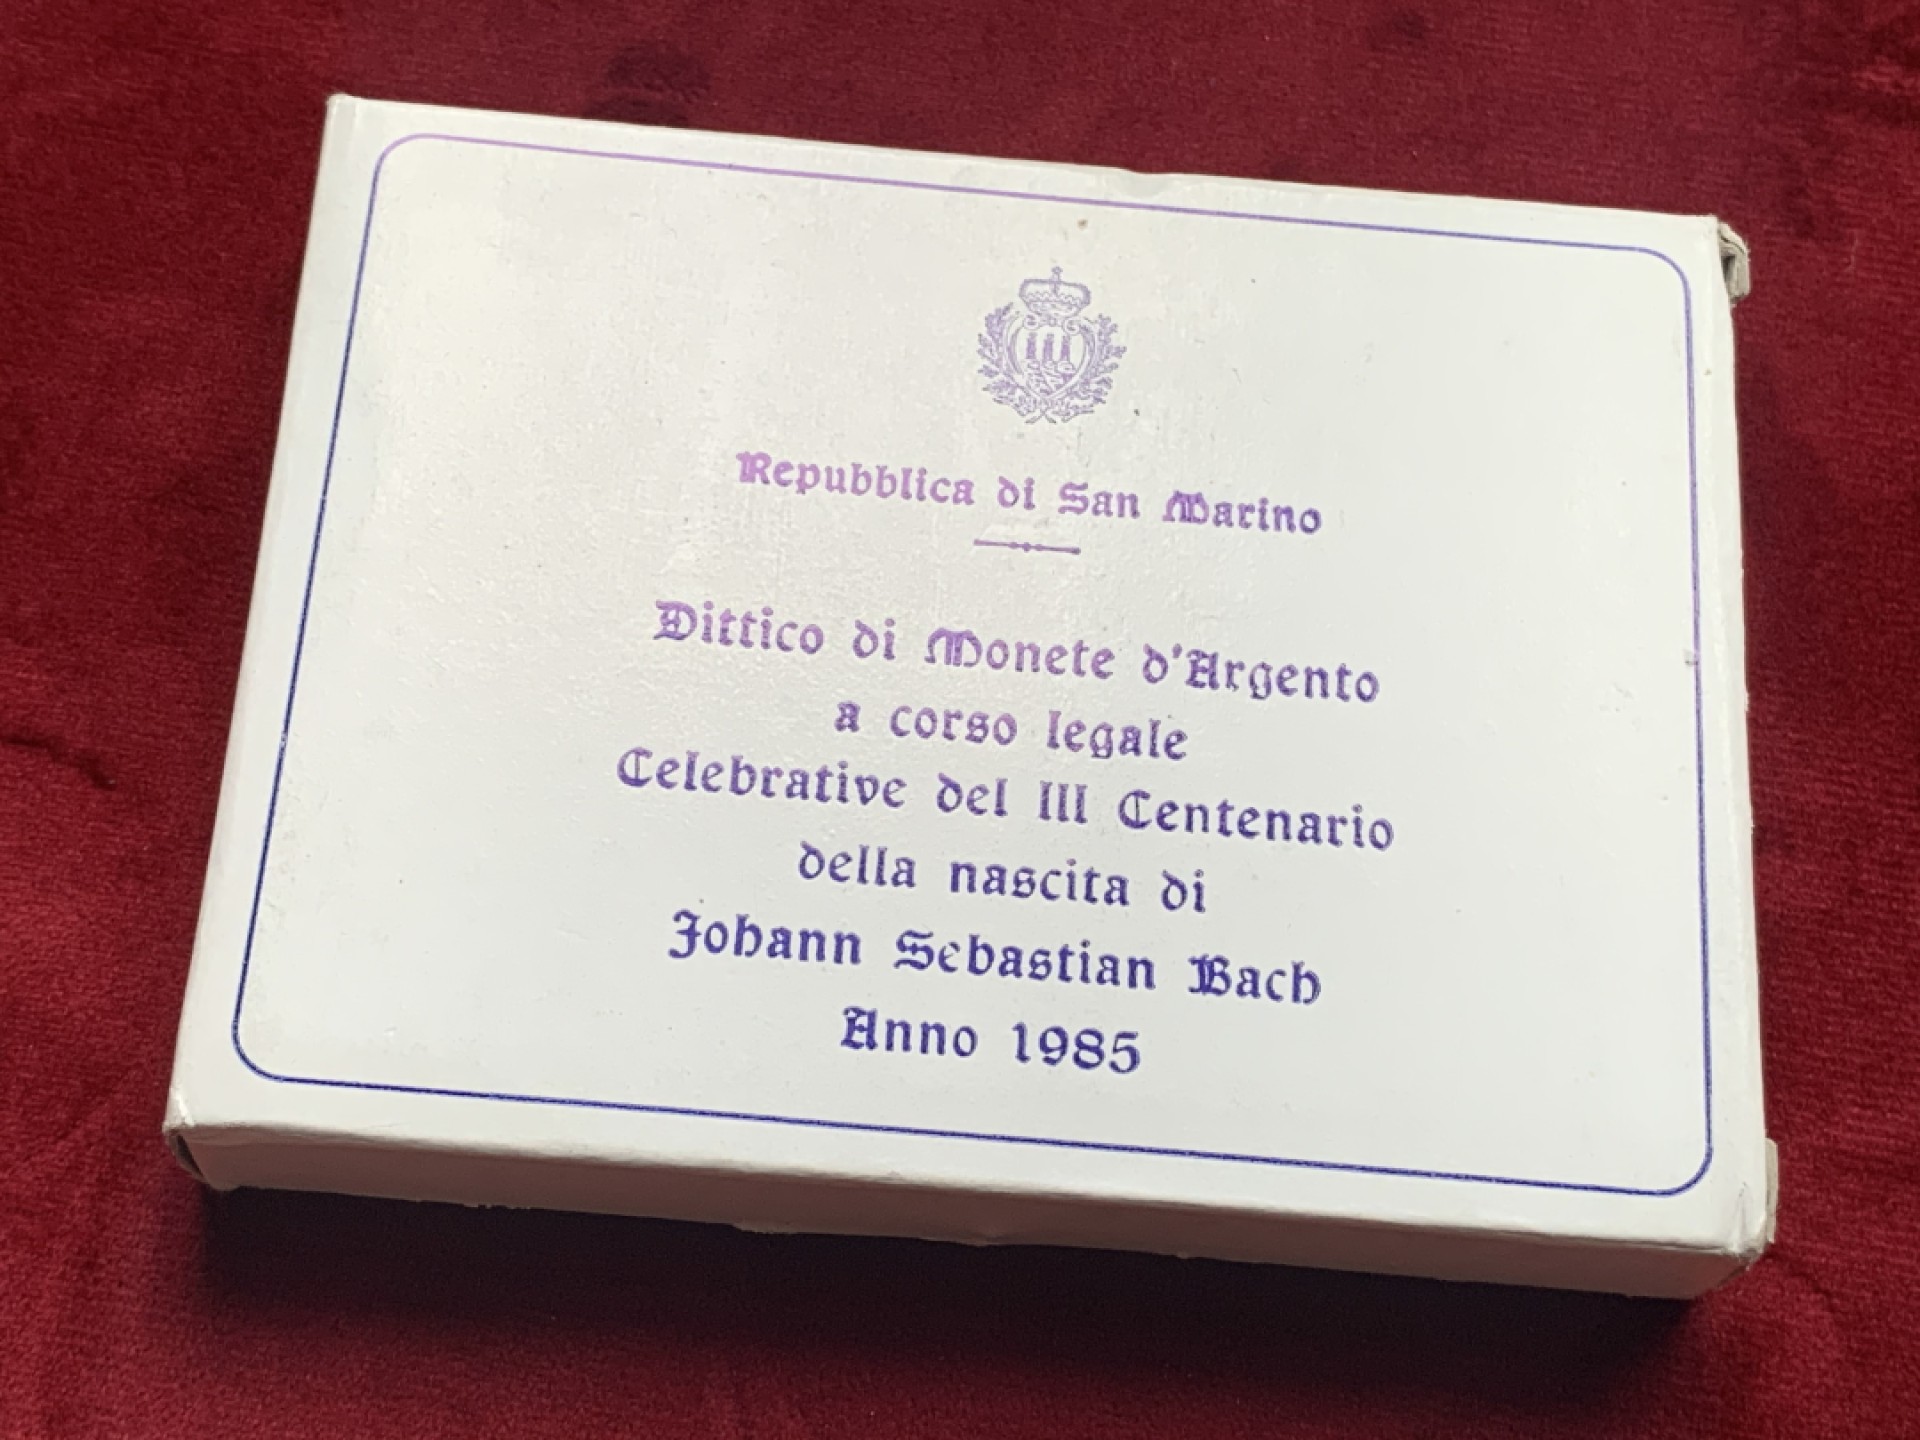 Repubblica di San Marino
Dittico di Monete d'Argento
a corso legale
Celebrative del III Centenario
della nascita di
Johann Sebastian Bach
Anno 1985